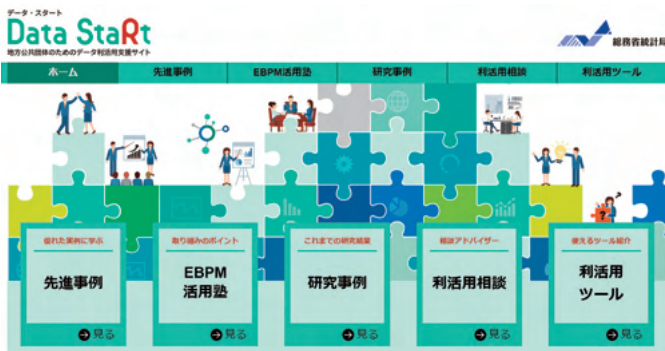 データ・スタート
Data StaRt
地方公共団体のためのデータ利活用支援サイト
総務省統計局
ホーム
先進事例
EBPM活用塾
研究事例
利活用相談
利活用ツール
優れた実例に学ぶ
先進事例
見る
取り組みのポイント
EBPM
活用塾
見る
これまでの研究結果
研究事例
見る
相談アドバイザー
利活用相談
見る
使えるツール紹介
利活用
ツール
見る